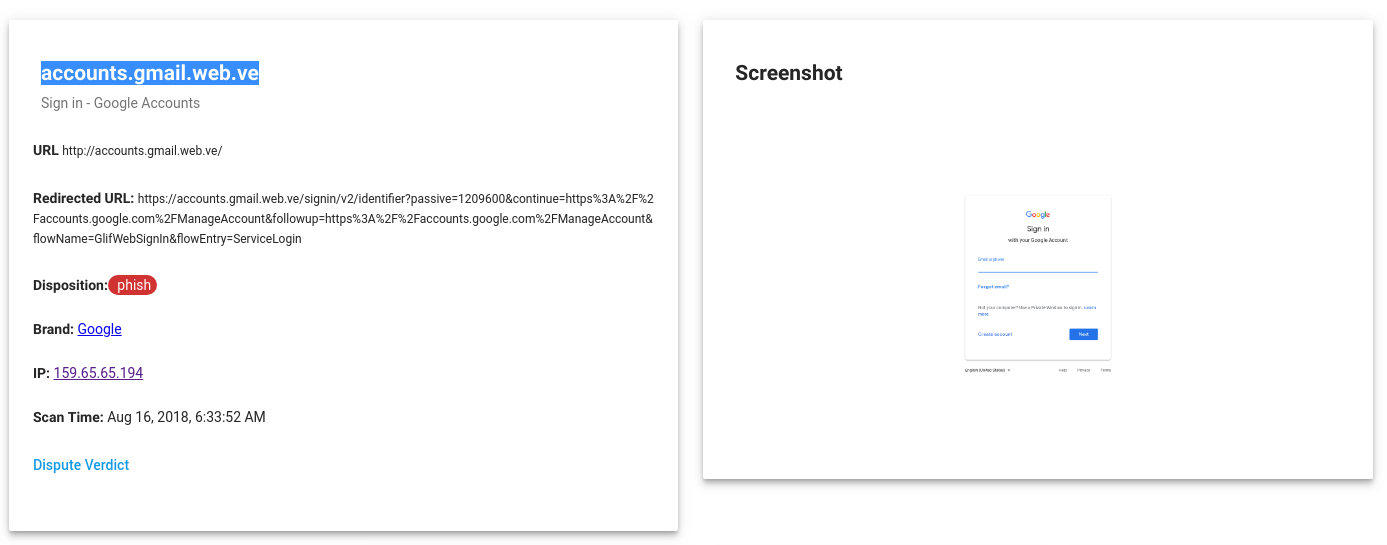 accounts.gmail.web.ve
Sign in - Google Accounts
URL http://accounts.gmail.web.ve/
Redirected URL: https://accounts.gmail.web.ve/signin/v2/identifier?passive=1209600&continue=https%3A%2F%2
Faccounts.google.com%2FManageAccount&followup=https%3A%2F%2Faccounts.google.com%2FManageAccount&
flowName=GlifWebSignIn&flowEntry=ServiceLogin
Disposition: phish
Brand: Google
IP: 159.65.65.194
Scan Time: Aug 16, 2018, 6:33:52 AM
Dispute Verdict
Screenshot
Google
Sign in
with your Google Account
Email or phone
Forgot email?
Not your computer? Use a Private Window to sign in. Learn
more
Create account
Next
English (United States)
Help
Privacy
Terms